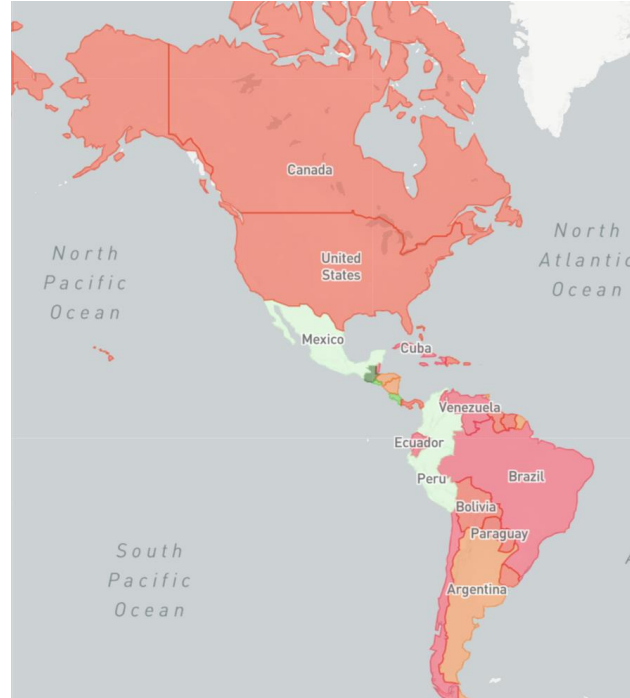 Canada
North
Pacific
Ocean
North
Atlantic
Ocean
United
States
Mexico
Cuba
Venezuela
Ecuador
Peru
Brazil
Bolivia
Paraguay
South
Pacific
Ocean
Argentina